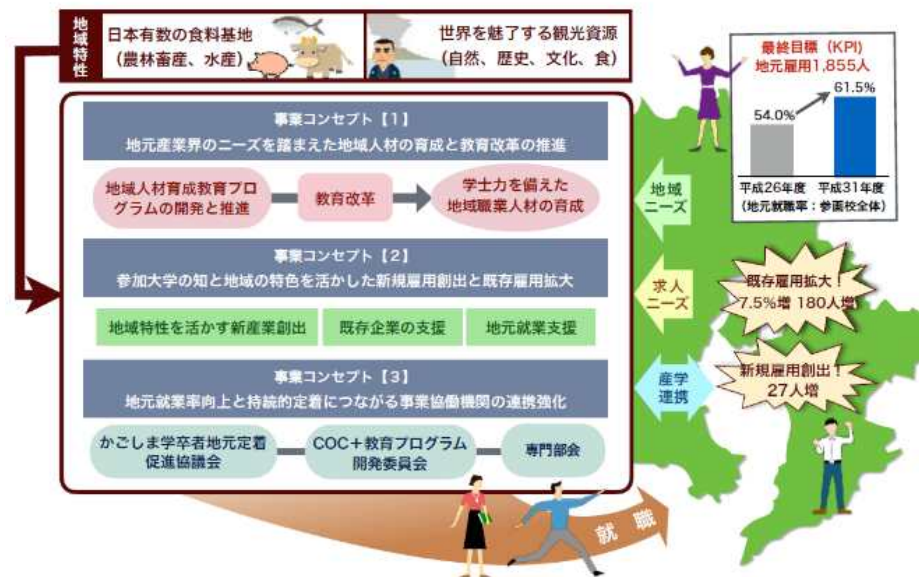 地域特性
日本有数の食料基地
（農林畜産、水産）
世界を魅了する観光資源
（自然、歴史、文化、食）
事業コンセプト【1】
地元産業界のニーズを踏まえた地域人材の育成と教育改革の推進
地域人材育成教育プロ
グラムの開発と推進
教育改革
学士力を備えた
地域職業人材の育成
事業コンセプト【2】
参加大学の知と地域の特色を活かした新規雇用創出と既存雇用拡大
地域特性を活かす新産業創出
既存企業の支援
地元就業支援
事業コンセプト【3】
地元就業率向上と持続的定着につながる事業協働機関の連携強化
かごしま学卒者地元定着
促進協議会
COC＋教育プログラム
開発委員会
専門部会
地域
ニーズ
求人
ニーズ
産学
連携
最終目標（KPI）
地元雇用1,855人
54.0%
61.5%
平成26年度
平成31年度
（地元就職率：参画校全体）
既存雇用拡大！
7.5%増 180人増
新規雇用創出！
27人増
就職